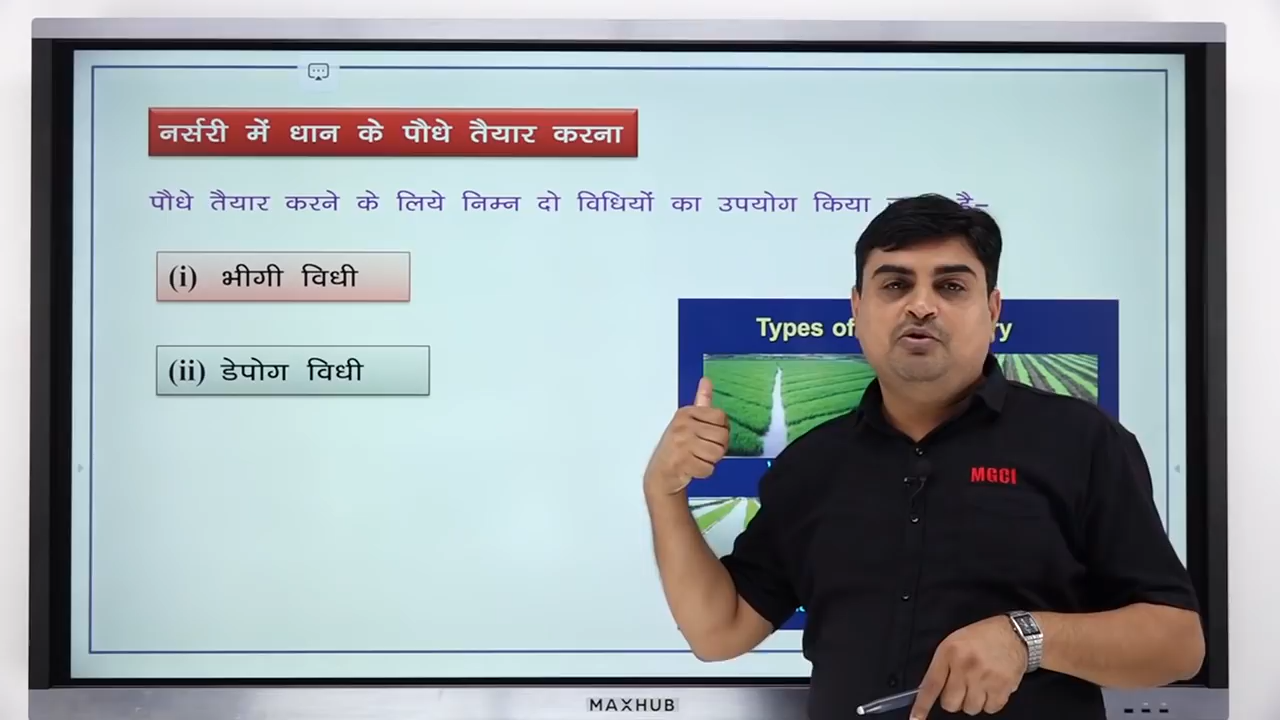 नर्सरी में धान के पौधे तैयार करना
पौधे तैयार करने के लिये निम्न दो विधियों का उपयोग किया है–
(i) भीगी विधी
(ii) डेपोग विधी
Types of
MGCI
MAXHUB